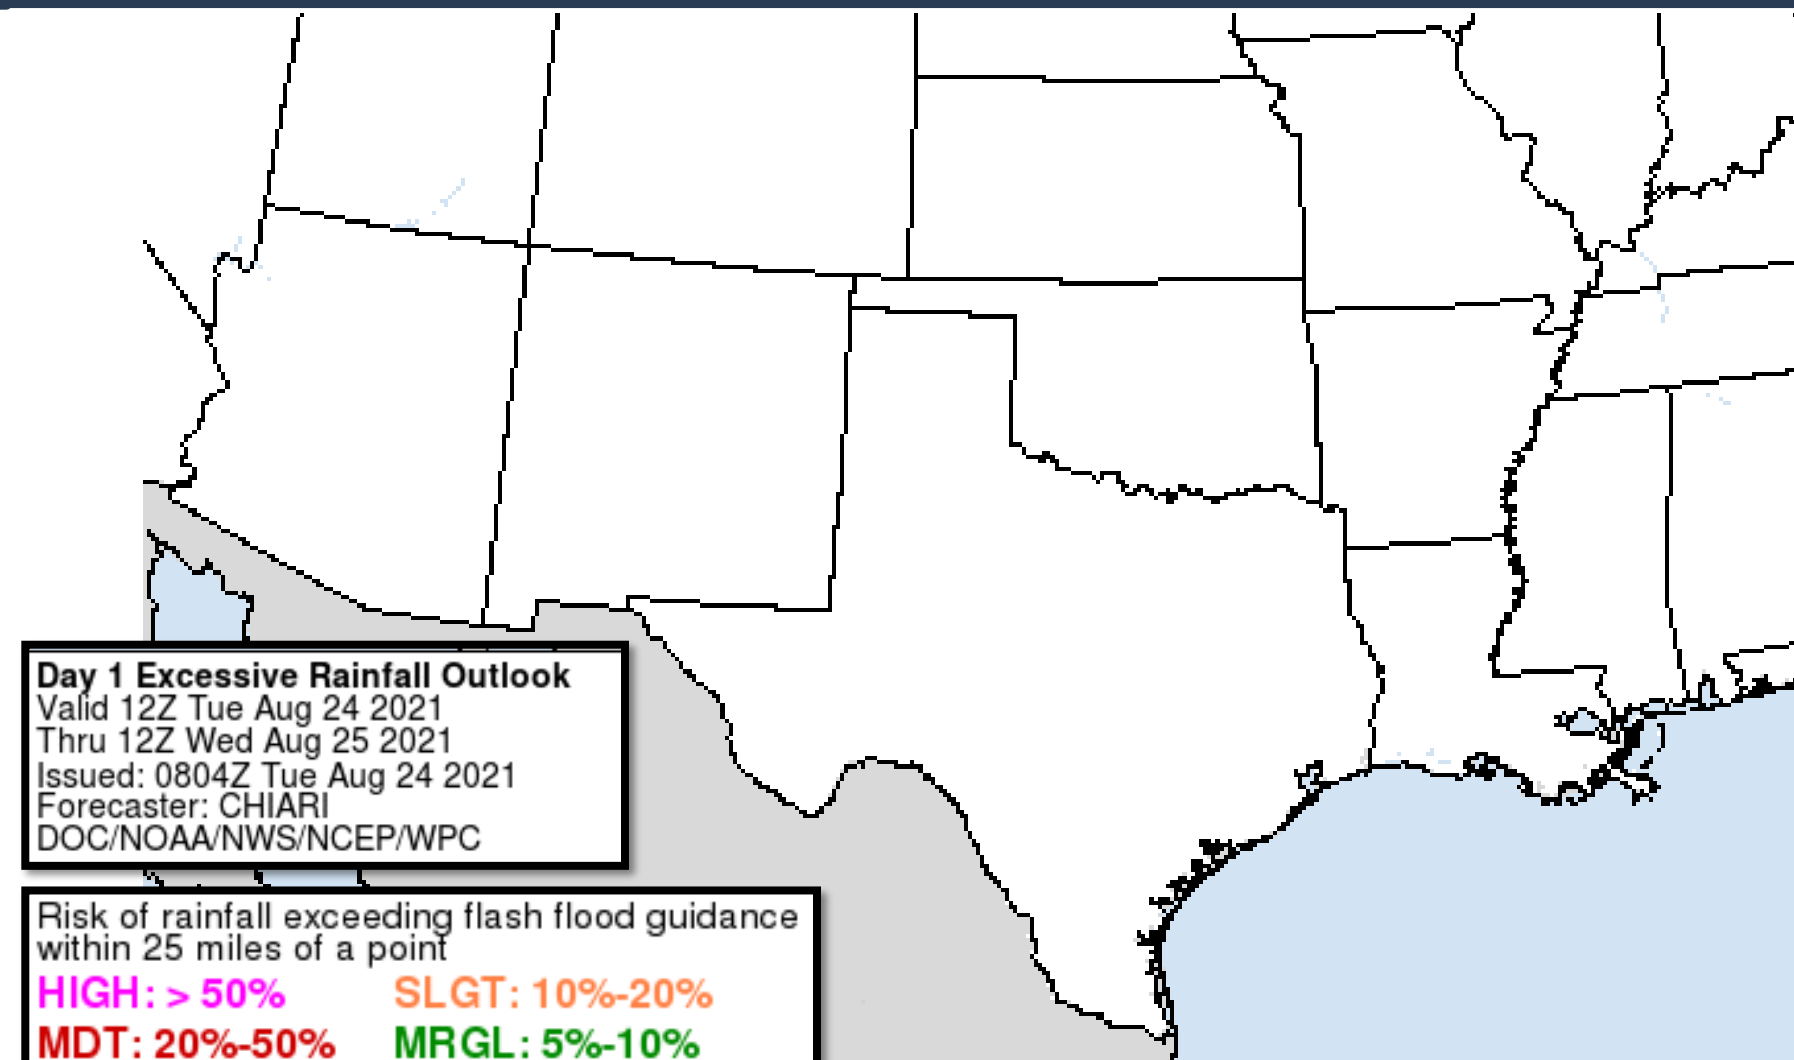 Day 1 Excessive Rainfall Outlook
Valid 12Z Tue Aug 24 2021
Thru 12Z Wed Aug 25 2021
Issued: 0804Z Tue Aug 24 2021
Forecaster: CHIARI
DOC/NOAA/NWS/NCEP/WPC
Risk of rainfall exceeding flash flood guidance
within 25 miles of a point
HIGH: > 50% SLGT: 10%-20%
MDT: 20%-50% MRGL: 5%-10%